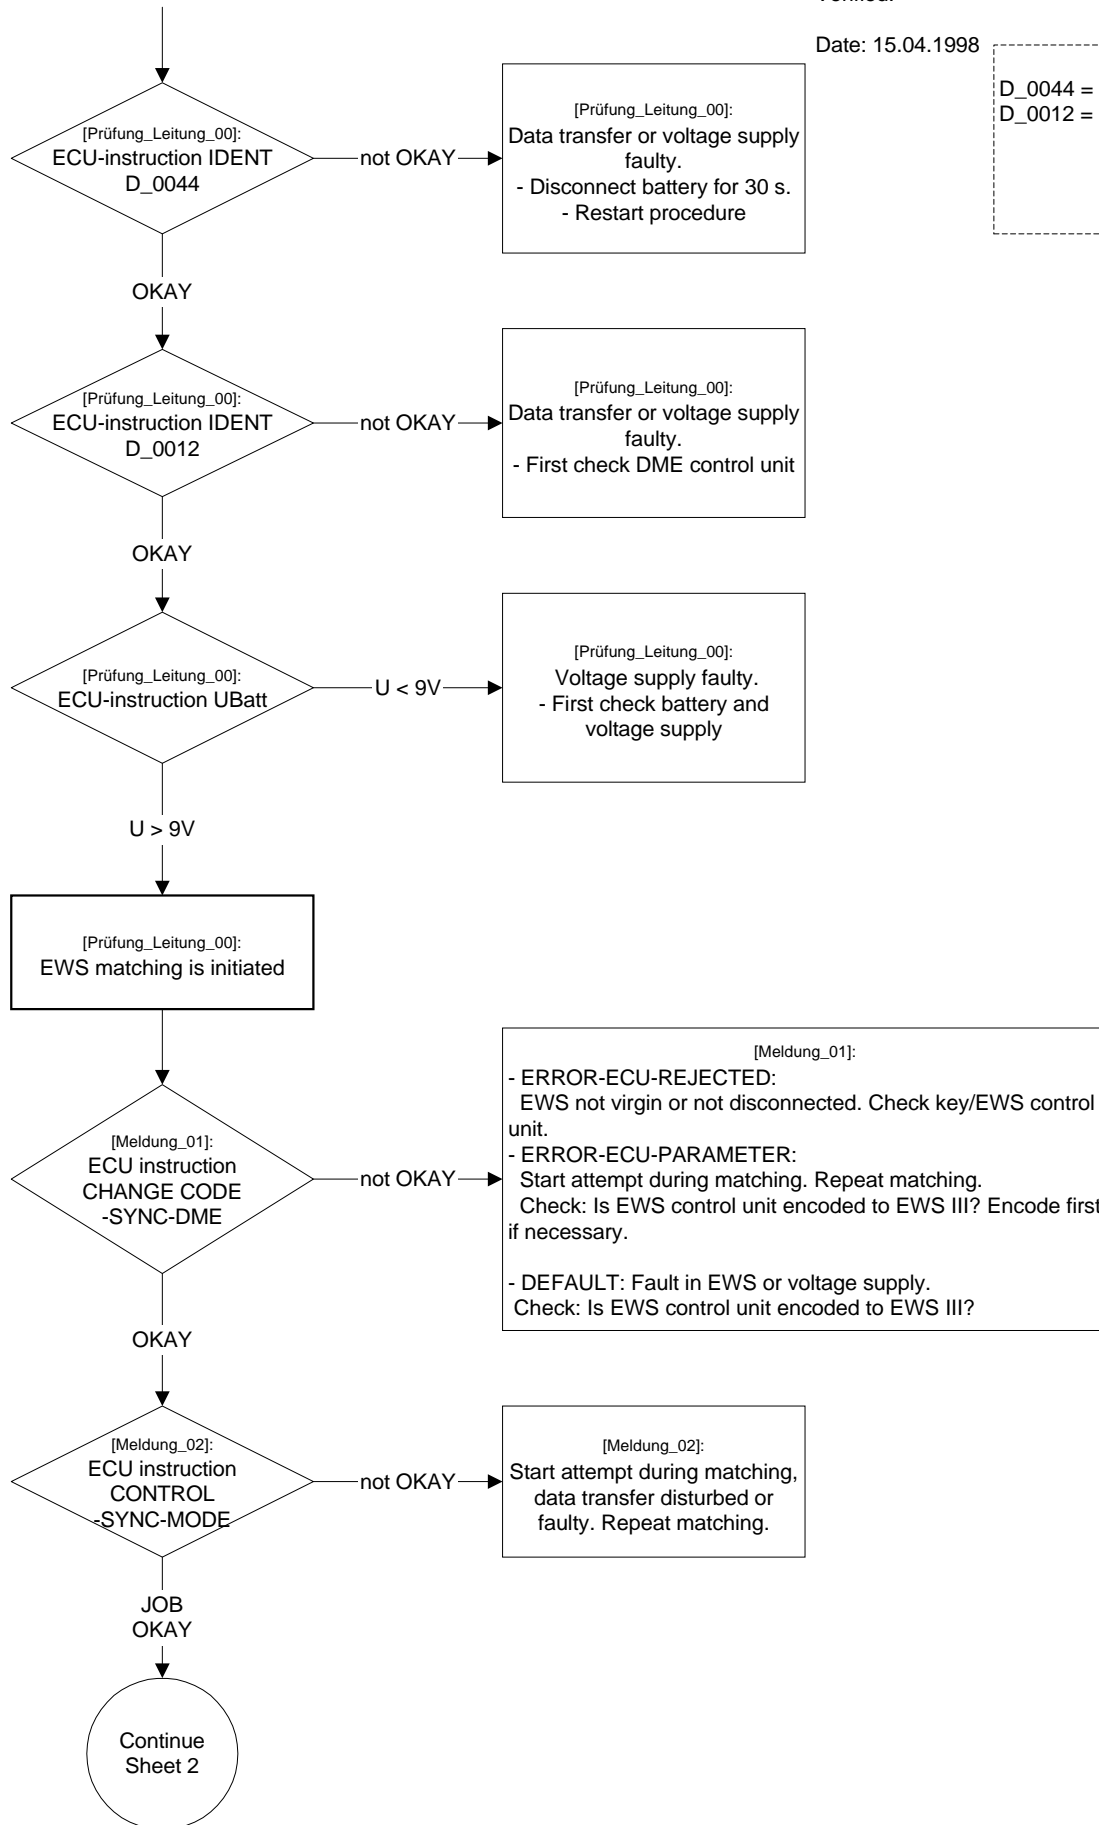 Date: 15.04.1998
D_0044 =
D_0012 =
[Prüfung_Leitung_00]:
ECU-instruction IDENT
D_0044
not OKAY
[Prüfung_Leitung_00]:
Data transfer or voltage supply
faulty.
- Disconnect battery for 30 s.
- Restart procedure
OKAY
[Prüfung_Leitung_00]:
ECU-instruction IDENT
D_0012
not OKAY
[Prüfung_Leitung_00]:
Data transfer or voltage supply
faulty.
- First check DME control unit
OKAY
[Prüfung_Leitung_00]:
ECU-instruction UBatt
U < 9V
[Prüfung_Leitung_00]:
Voltage supply faulty.
- First check battery and
voltage supply
U > 9V
[Prüfung_Leitung_00]:
EWS matching is initiated
[Meldung_01]:
ECU instruction
CHANGE CODE
-SYNC-DME
not OKAY
[Meldung_01]:
- ERROR-ECU-REJECTED:
EWS not virgin or not disconnected. Check key/EWS control
unit.
- ERROR-ECU-PARAMETER:
Start attempt during matching. Repeat matching.
Check: Is EWS control unit encoded to EWS III? Encode first
if necessary.
- DEFAULT: Fault in EWS or voltage supply.
Check: Is EWS control unit encoded to EWS III?
OKAY
[Meldung_02]:
ECU instruction
CONTROL
-SYNC-MODE
not OKAY
[Meldung_02]:
Start attempt during matching,
data transfer disturbed or
faulty. Repeat matching.
JOB
OKAY
Continue
Sheet 2